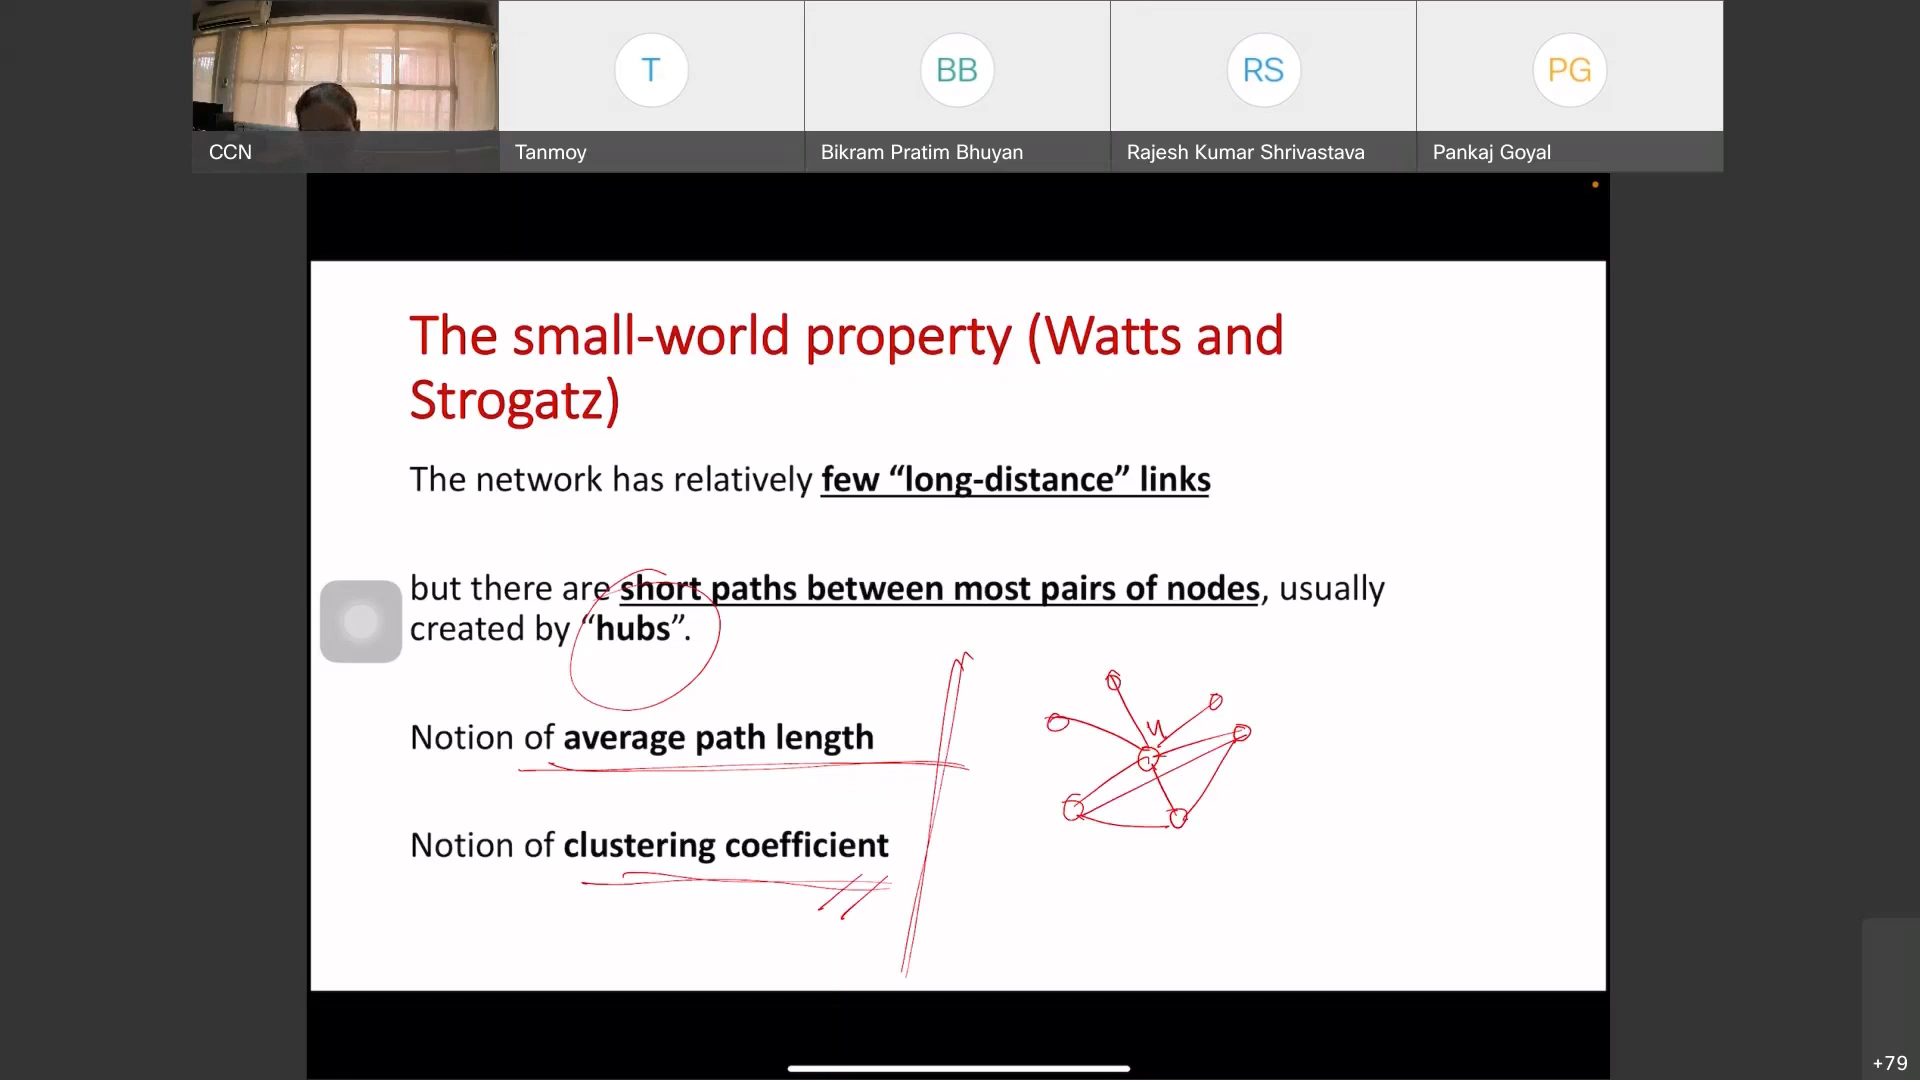 T
BB
RS
PG
CCN
Tanmoy
Bikram Pratim Bhuyan
Rajesh Kumar Shrivastava
Pankaj Goyal
The small-world property (Watts and
Strogatz)
The network has relatively few “long-distance” links
but there are short paths between most pairs of nodes, usually
created by “hubs”.
Notion of average path length
Notion of clustering coefficient
u
+79